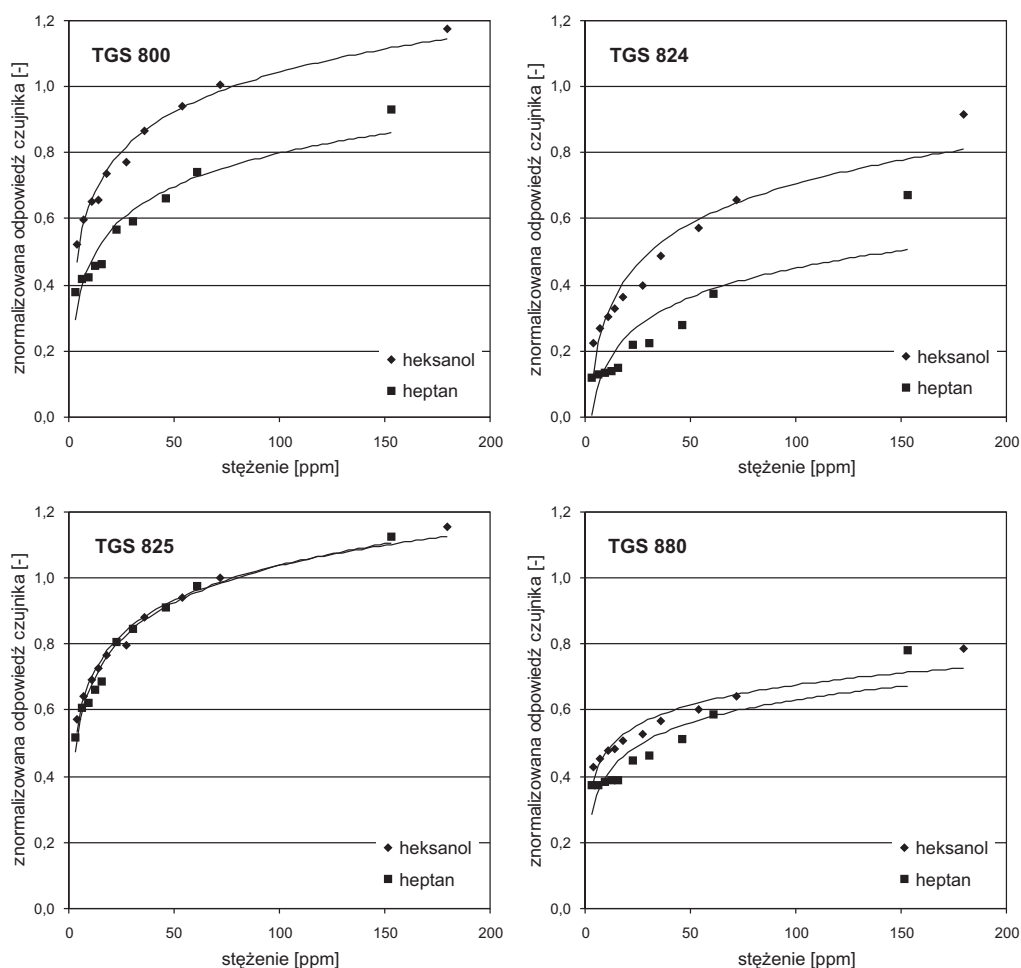 1,2
1,0
0,8
0,6
0,4
0,2
0,0
znormalizowana odpowiedź czujnika [-]
TGS 800
heksanol
heptan
0
50
100
150
200
stężenie [ppm]
1,2
1,0
0,8
0,6
0,4
0,2
0,0
znormalizowana odpowiedź czujnika [-]
TGS 824
heksanol
heptan
0
50
100
150
200
stężenie [ppm]
1,2
1,0
0,8
0,6
0,4
0,2
0,0
znormalizowana odpowiedź czujnika [-]
TGS 825
heksanol
heptan
0
50
100
150
200
stężenie [ppm]
1,2
1,0
0,8
0,6
0,4
0,2
0,0
znormalizowana odpowiedź czujnika [-]
TGS 880
heksanol
heptan
0
50
100
150
200
stężenie [ppm]